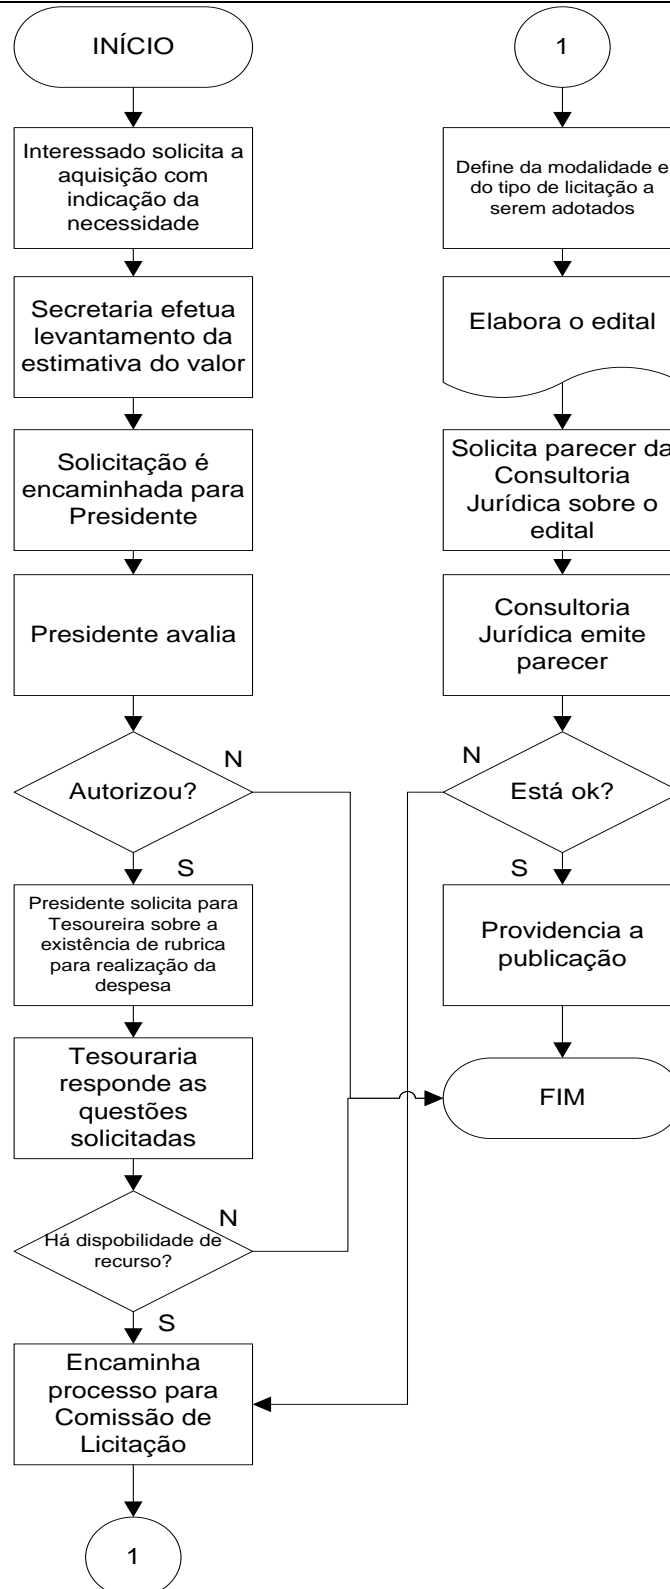 INÍCIO
Interessado solicita a
aquisição com
indicação da
necessidade
Secretaria efetua
levantamento da
estimativa do valor
Solicitação é
encaminhada para
Presidente
Presidente avalia
Autorizou?
N
S
Presidente solicita para
Tesoureira sobre a
existência de rubrica
para realização da
despesa
Tesouraria
responde as
questões
solicitadas
Há dispobilidade de
recurso?
N
S
Encaminha
processo para
Comissão de
Licitação
1
1
Define da modalidade e
do tipo de licitação a
serem adotados
Elabora o edital
Solicita parecer da
Consultoria
Jurídica sobre o
edital
Consultoria
Jurídica emite
parecer
Está ok?
N
S
Providencia a
publicação
FIM